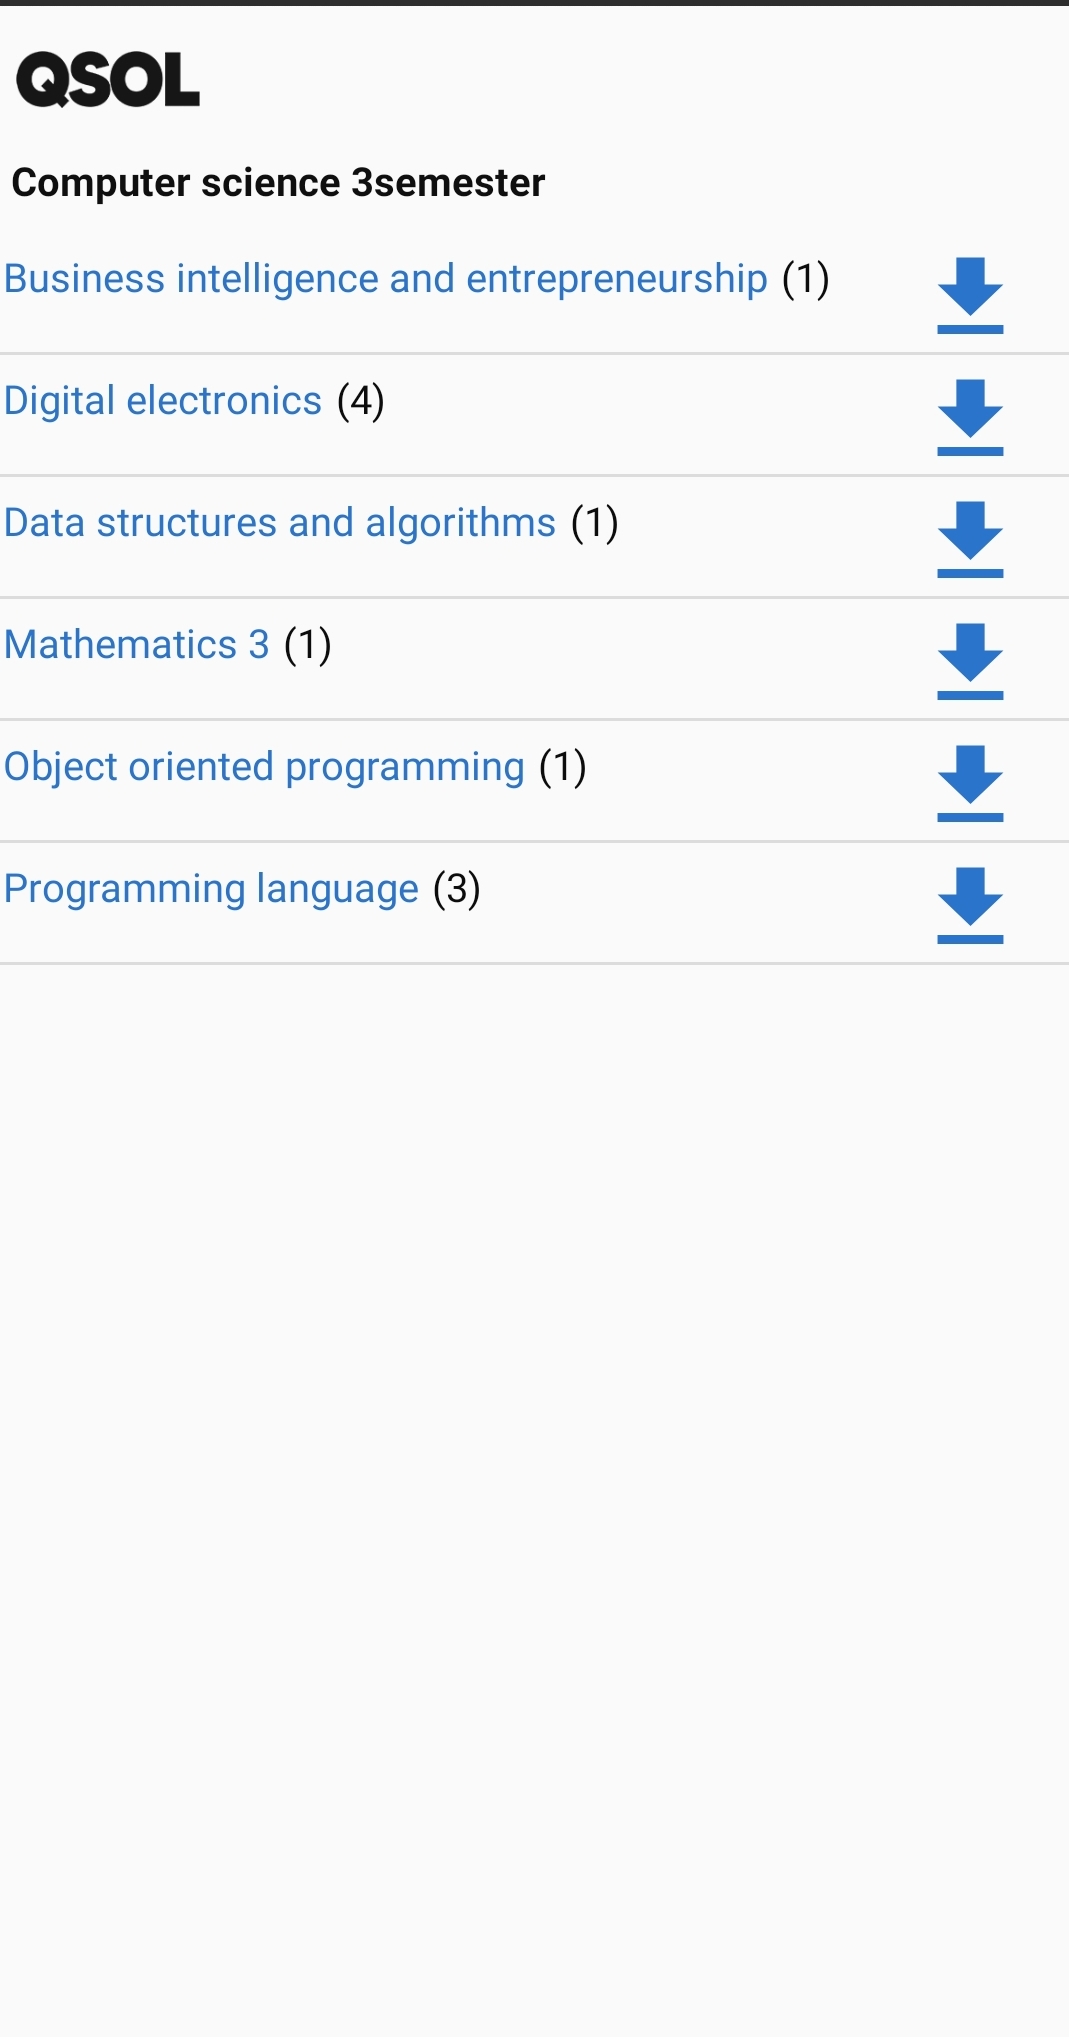 QSOL
Computer science 3semester
Business intelligence and entrepreneurship (1)
Digital electronics (4)
Data structures and algorithms (1)
Mathematics 3 (1)
Object oriented programming (1)
Programming language (3)